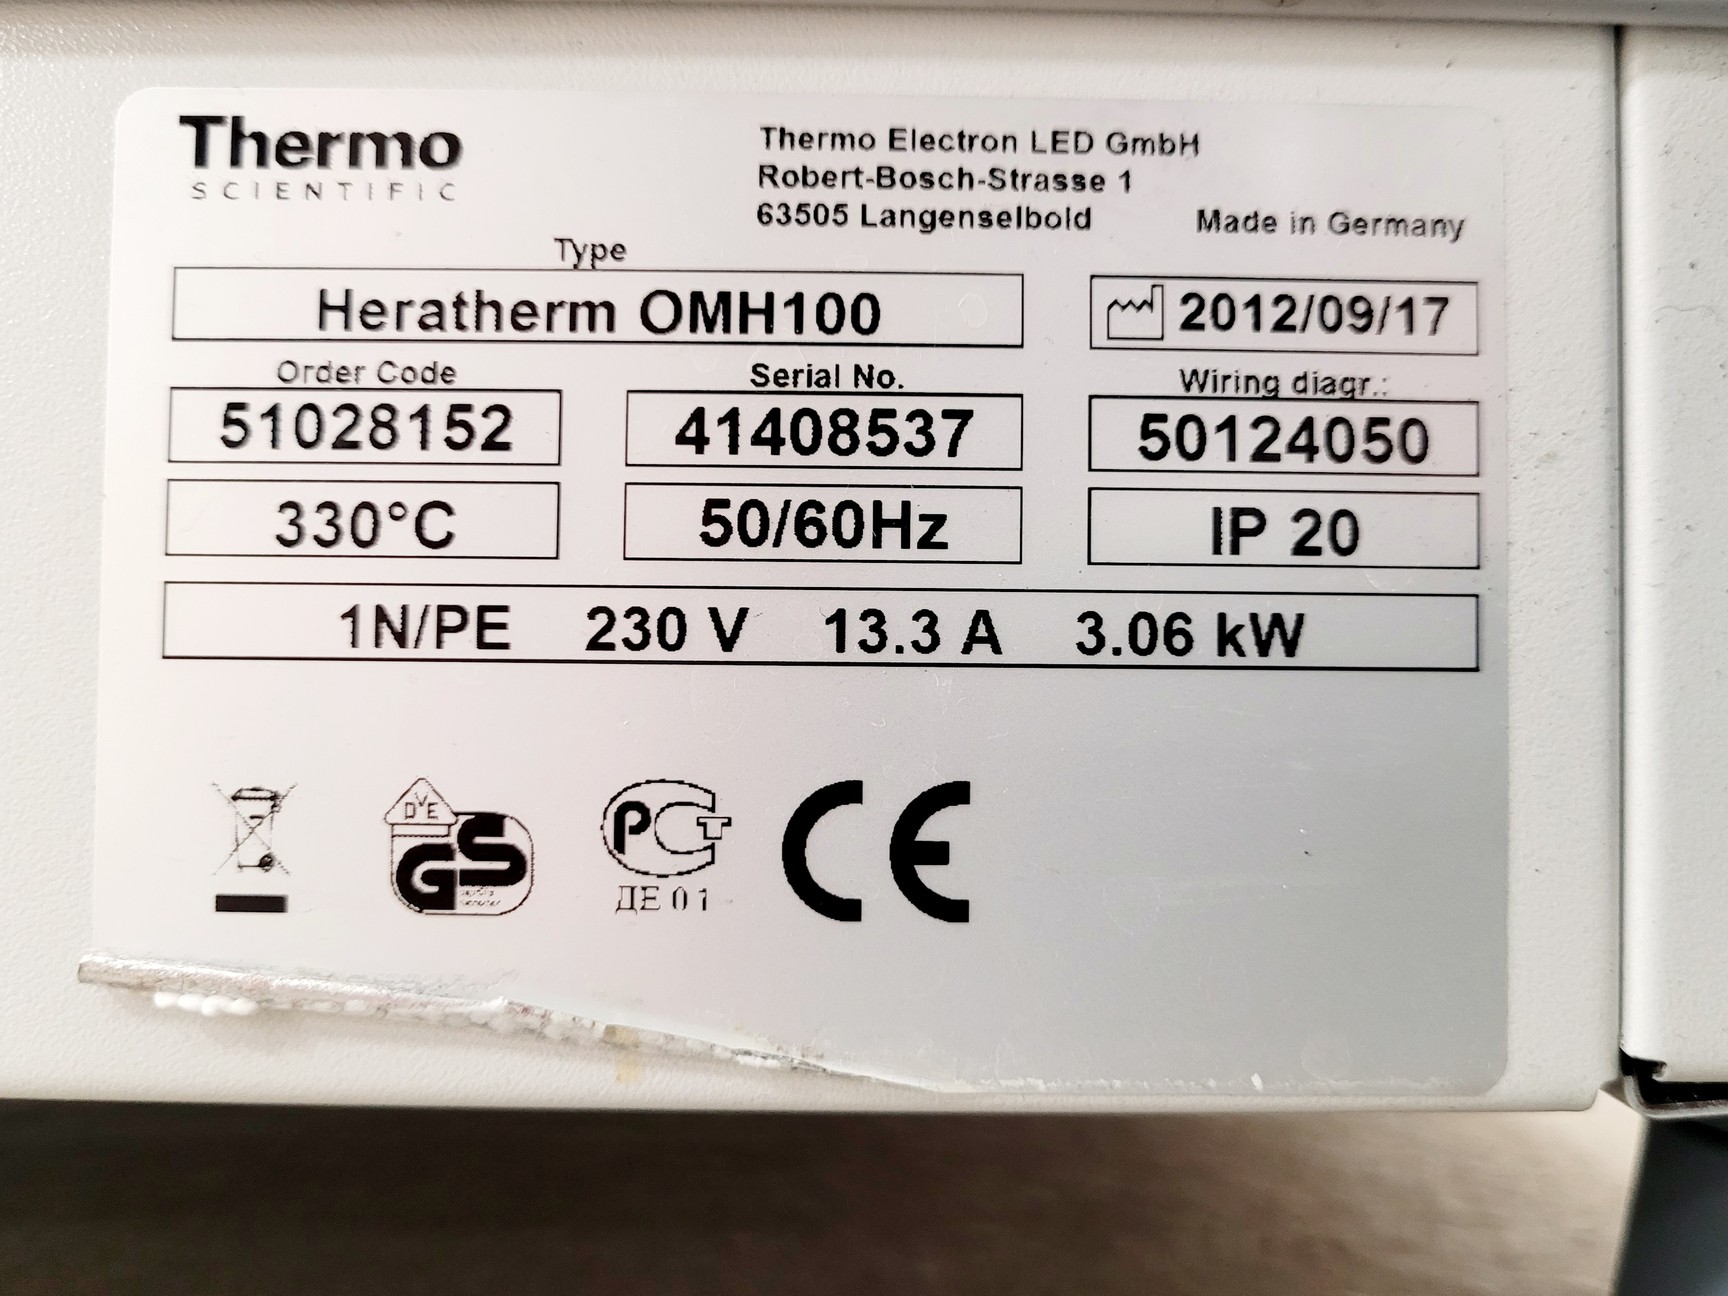 Thermo
SCIENTIFIC
Thermo Electron LED GmbH
Robert-Bosch-Strasse 1
63505 Langenselbold
Made in Germany
Type
Heratherm OMH100
2012/09/17
Order Code
Serial No.
Wiring diagr.:
51028152
41408537
50124050
330°C
50/60Hz
IP 20
1N/PE 230 V 13.3 A 3.06 kW
DVE
GS
РСТ
ДЕ 01
CE